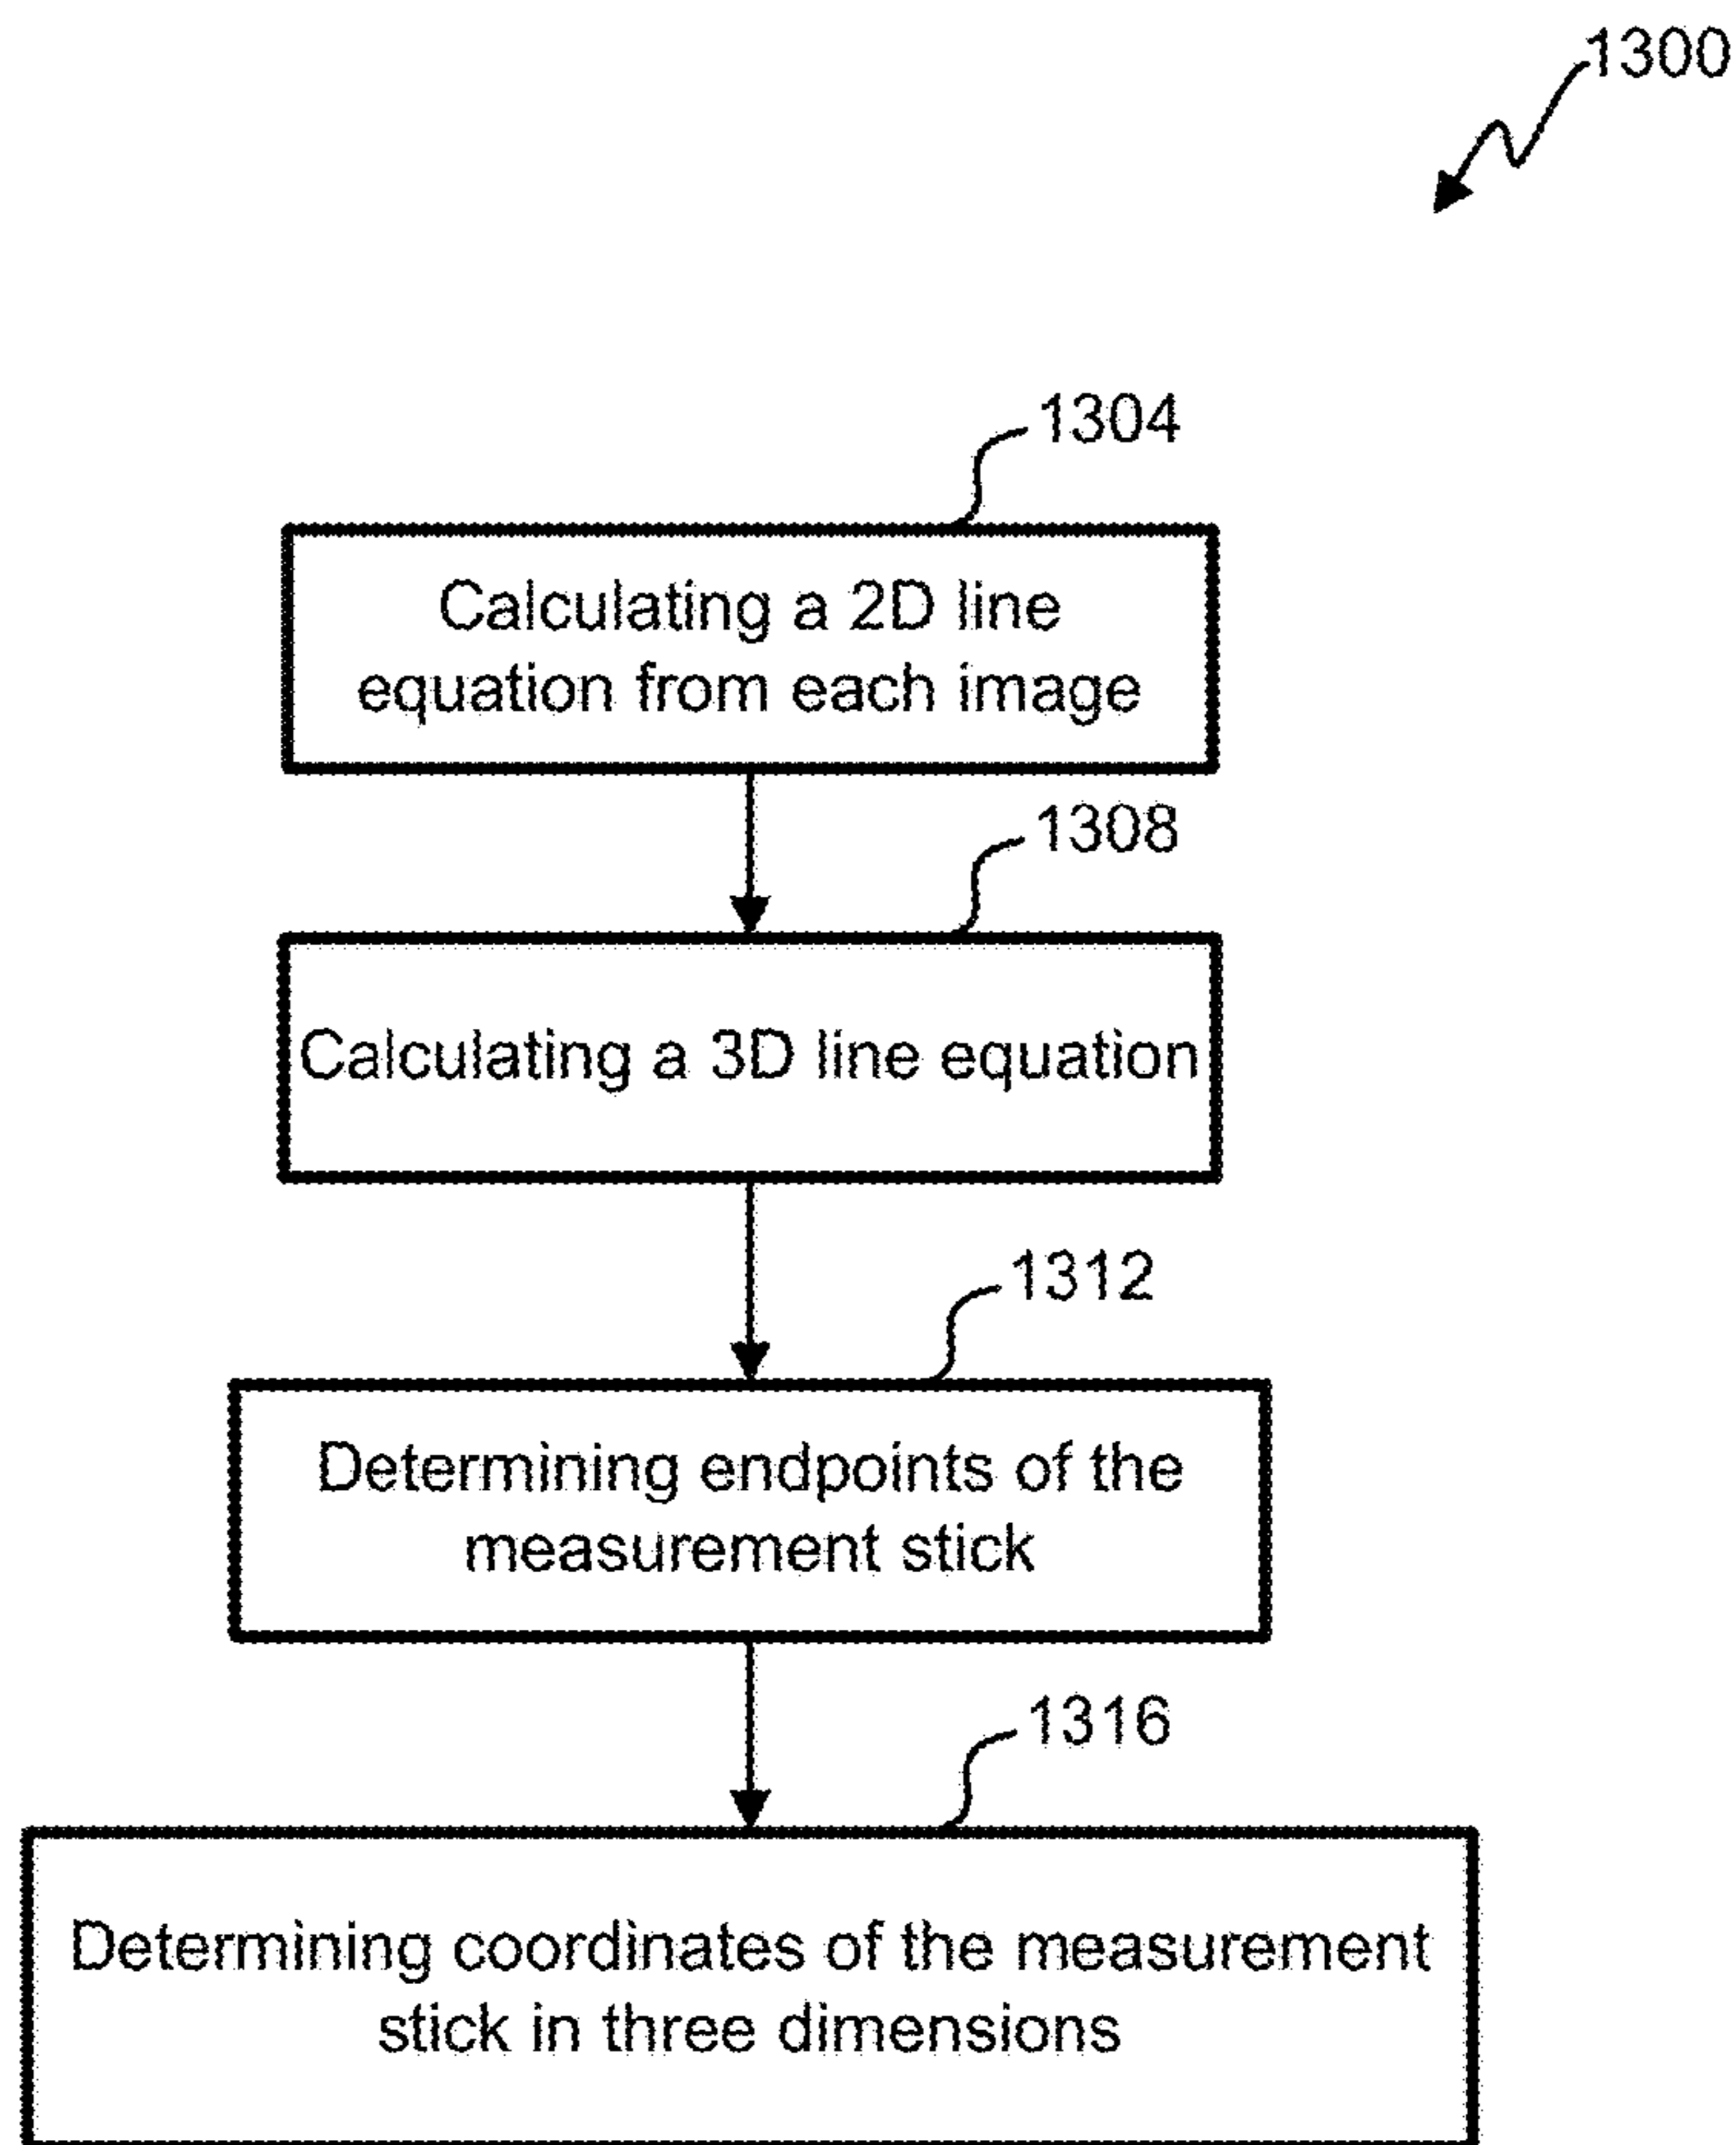 1300
1304
Calculating a 2D line
equation from each image
1308
Calculating a 3D line equation
1312
Determining endpoints of the
measurement stick
1316
Determining coordinates of the measurement
stick in three dimensions